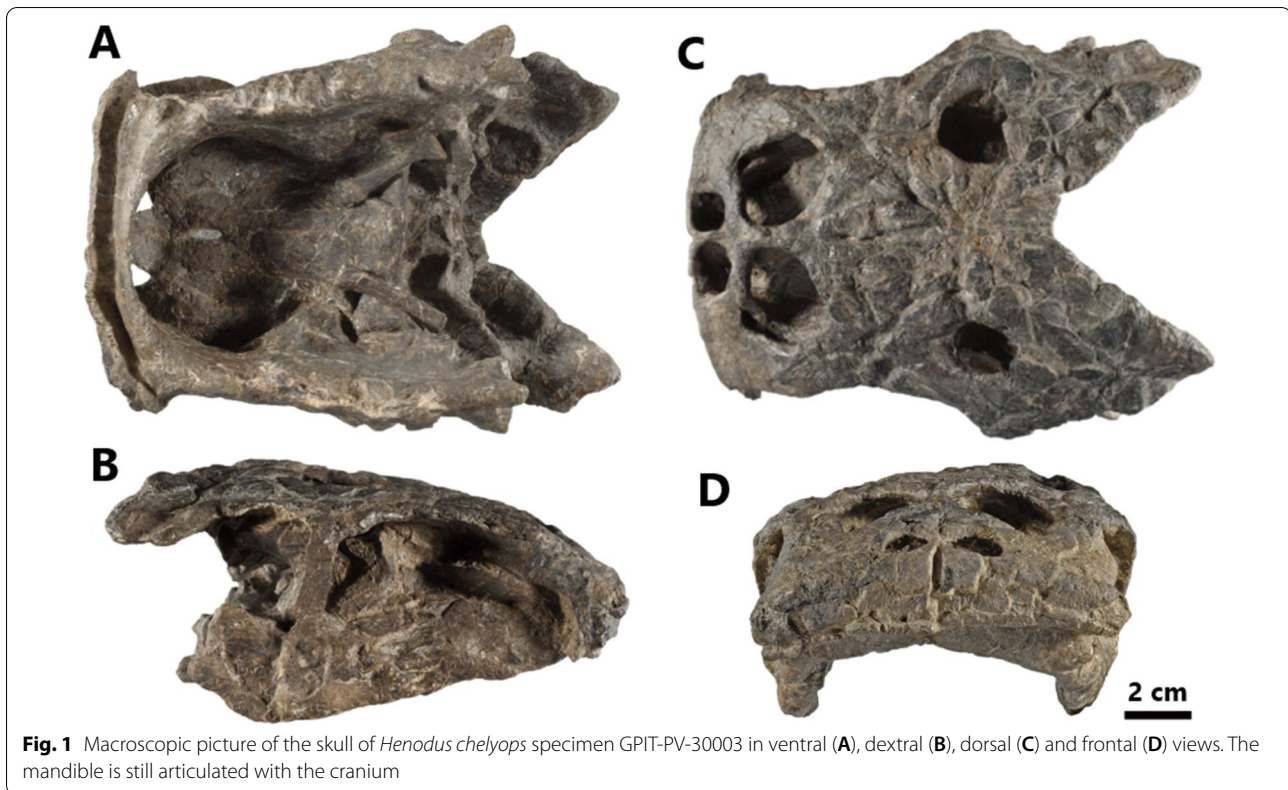 A
C
B
D
2 cm
Fig. 1 Macroscopic picture of the skull of Henodus chelyops specimen GPIT-PV-30003 in ventral (A), dextral (B), dorsal (C) and frontal (D) views. The
mandible is still articulated with the cranium